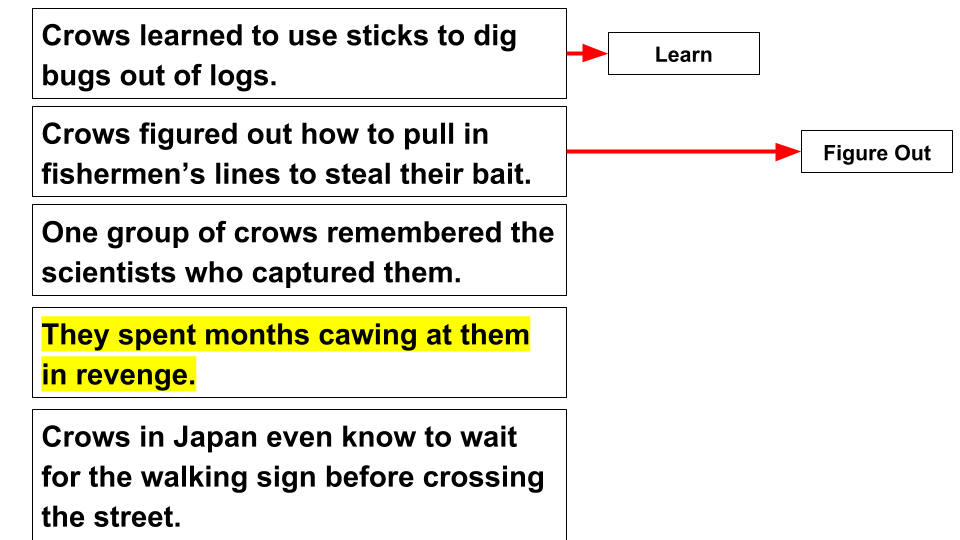 Crows learned to use sticks to dig
bugs out of logs.
Learn
Crows figured out how to pull in
fishermen’s lines to steal their bait.
Figure Out
One group of crows remembered the
scientists who captured them.
They spent months cawing at them
in revenge.
Crows in Japan even know to wait
for the walking sign before crossing
the street.